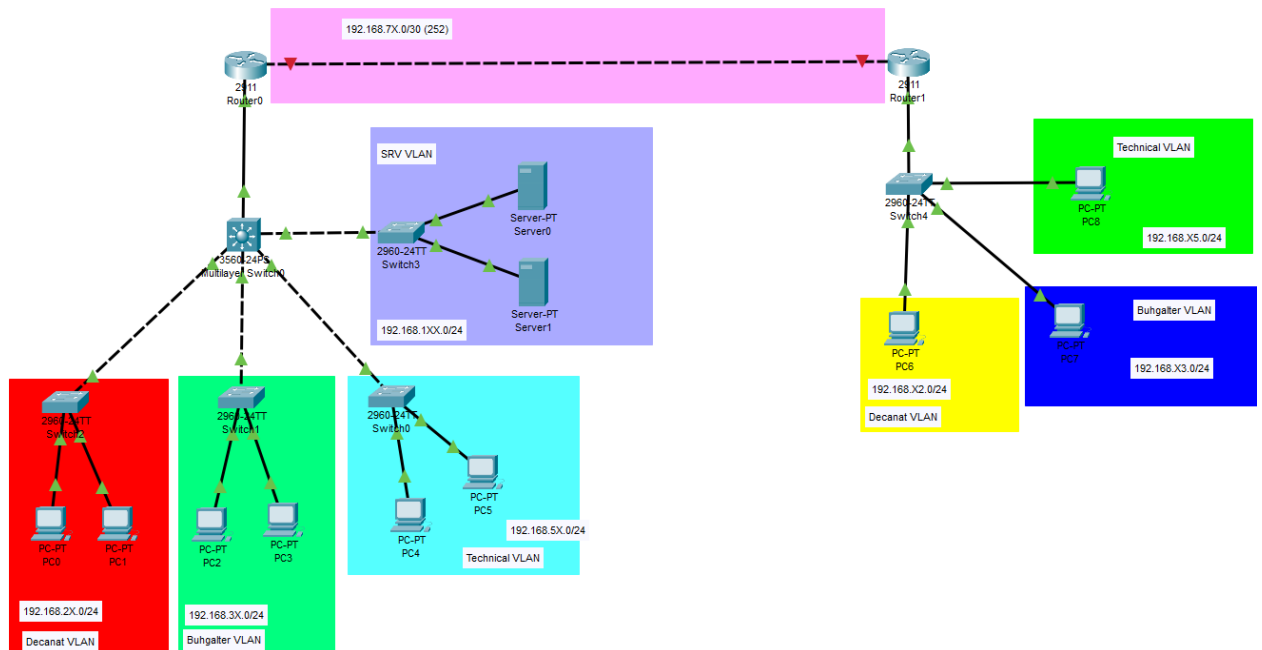 192.168.7X.0/30 (252)
2911
Router0
2911
Router1
SRV VLAN
Server-PT
Server0
2960-24TT
Switch3
Server-PT
Server1
192.168.1XX.0/24
3560-24PS
Multilayer Switch0
Technical VLAN
PC-PT
PC8
192.168.X5.0/24
2960-24TT
Switch4
Buhgalter VLAN
PC-PT
PC7
192.168.X3.0/24
PC-PT
PC6
192.168.X2.0/24
Decanat VLAN
2960-24TT
Switch2
PC-PT
PC0
PC-PT
PC1
192.168.2X.0/24
Decanat VLAN
2960-24TT
Switch1
PC-PT
PC2
PC-PT
PC3
192.168.3X.0/24
Buhgalter VLAN
2960-24TT
Switch0
PC-PT
PC5
PC-PT
PC4
192.168.5X.0/24
Technical VLAN